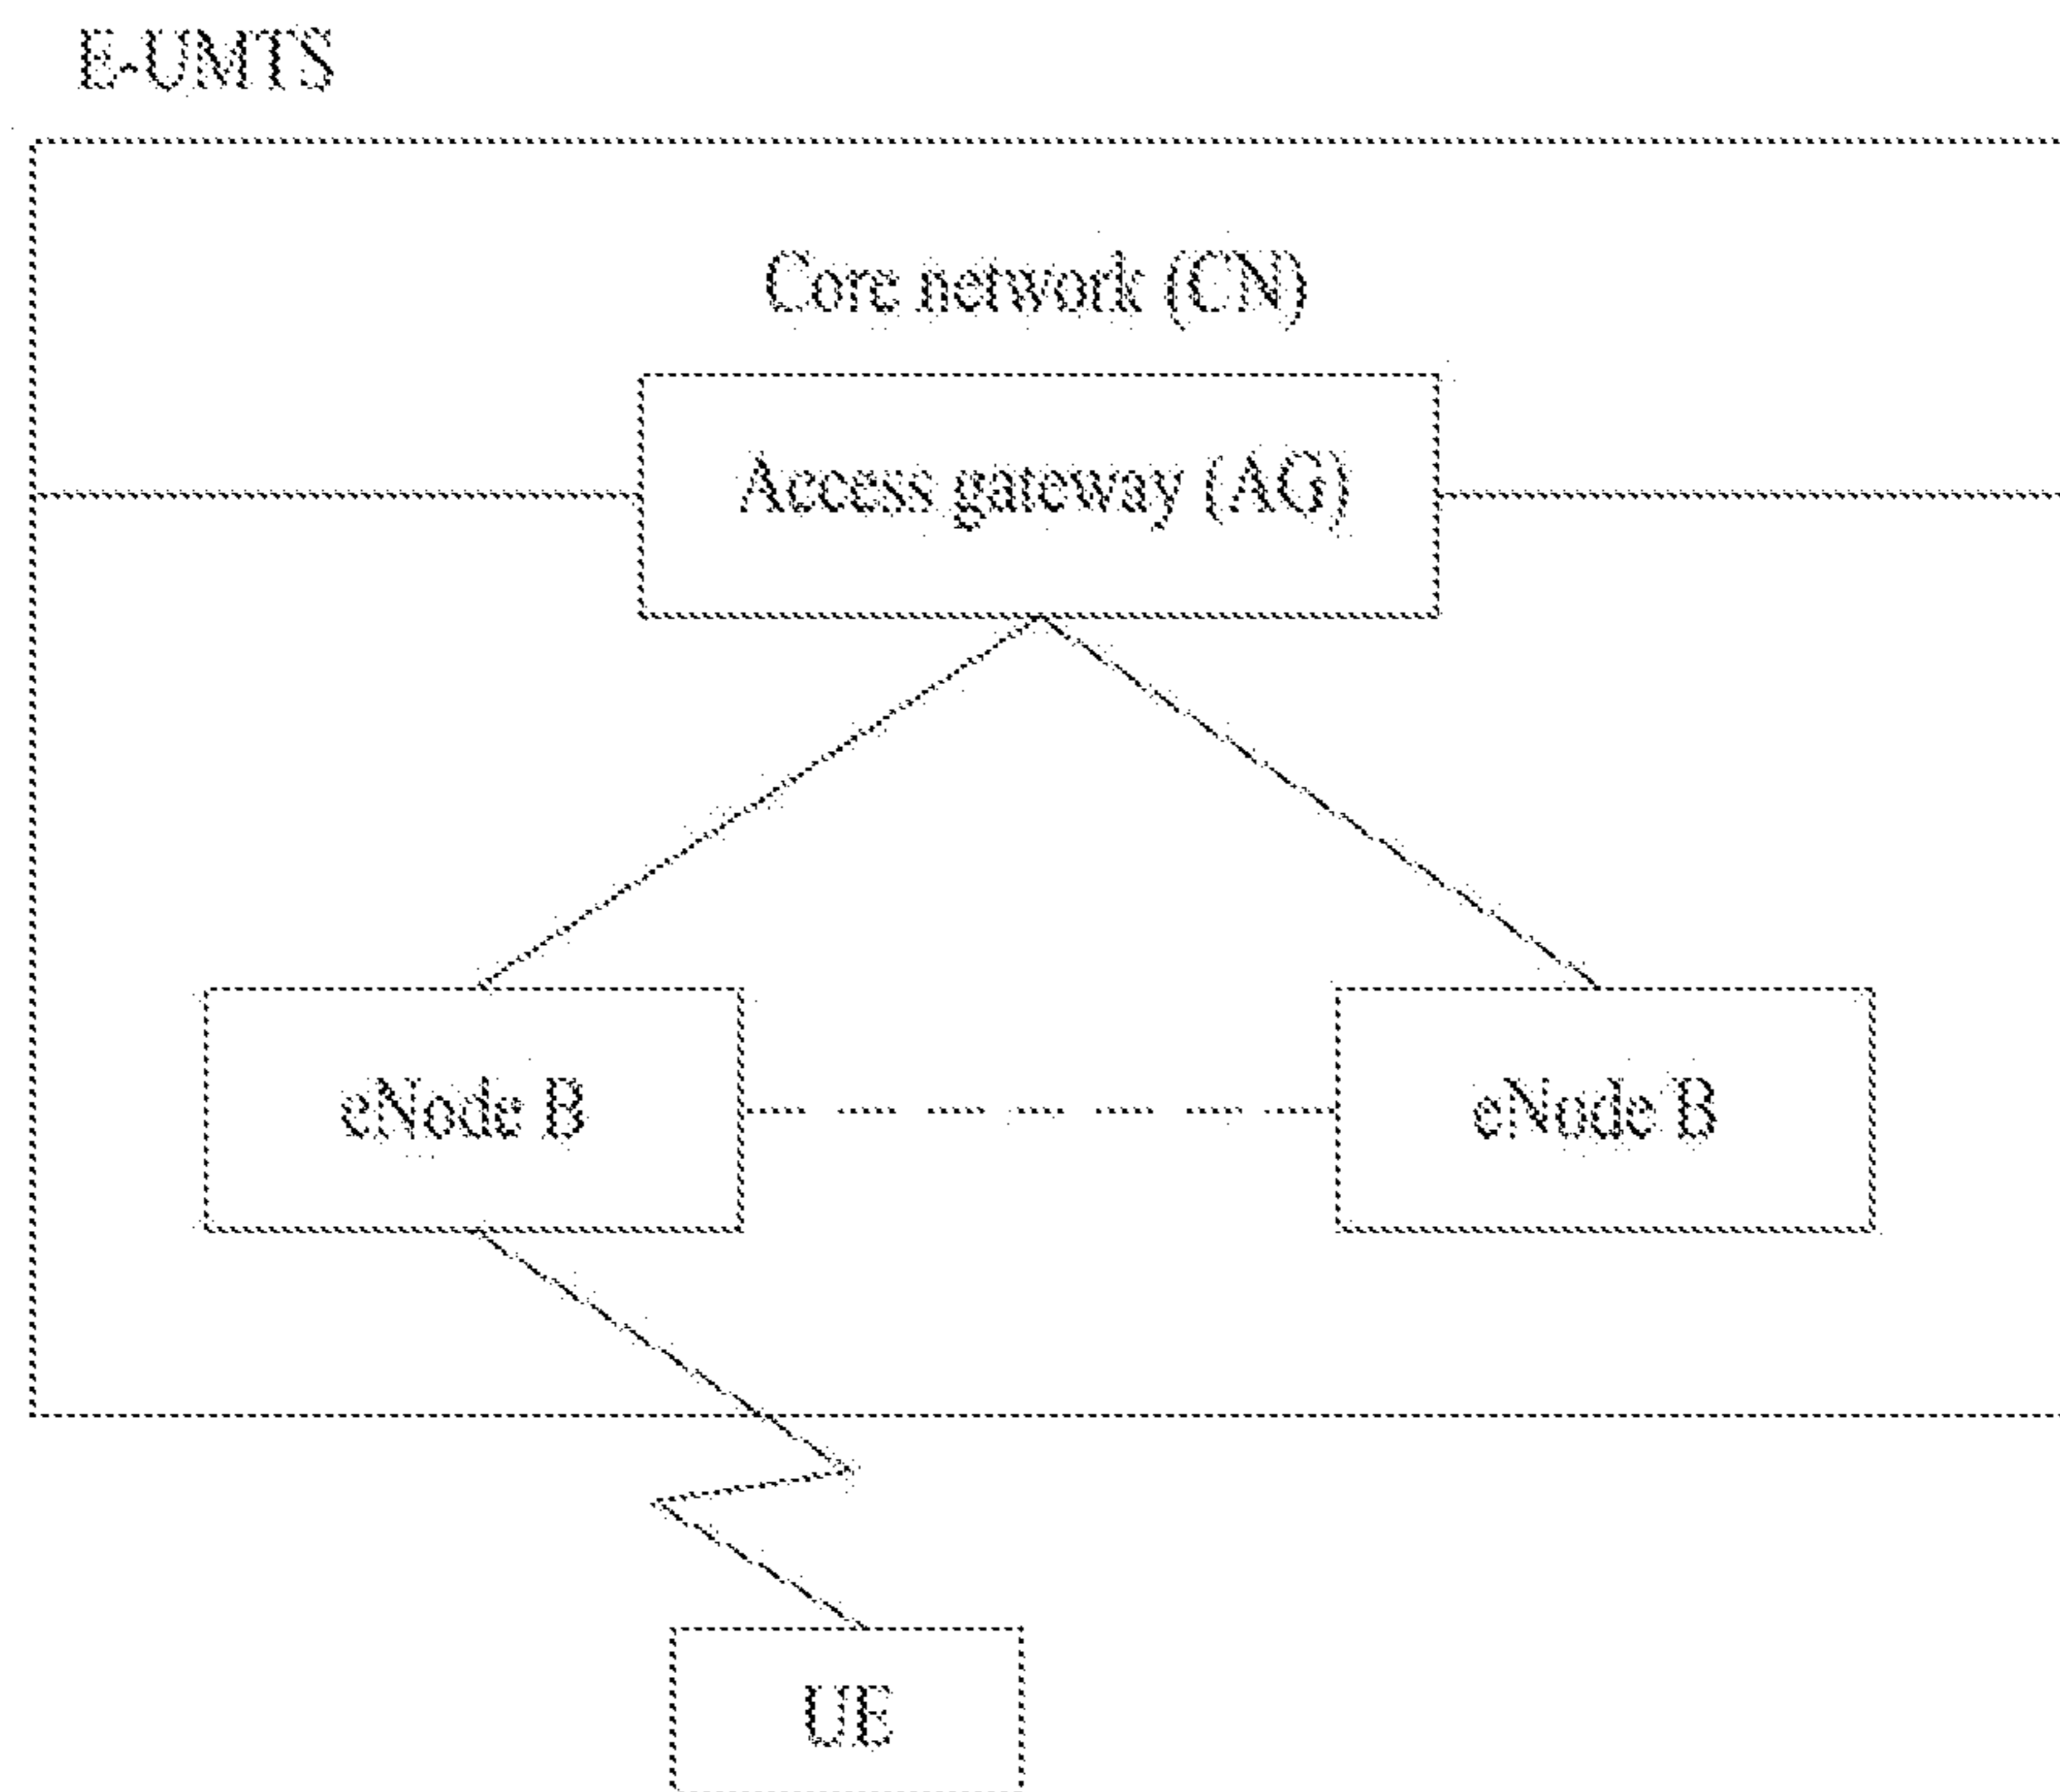 E-UMTS
Core network (CN)
Access gateway (AG)
eNode B
eNode B
UE